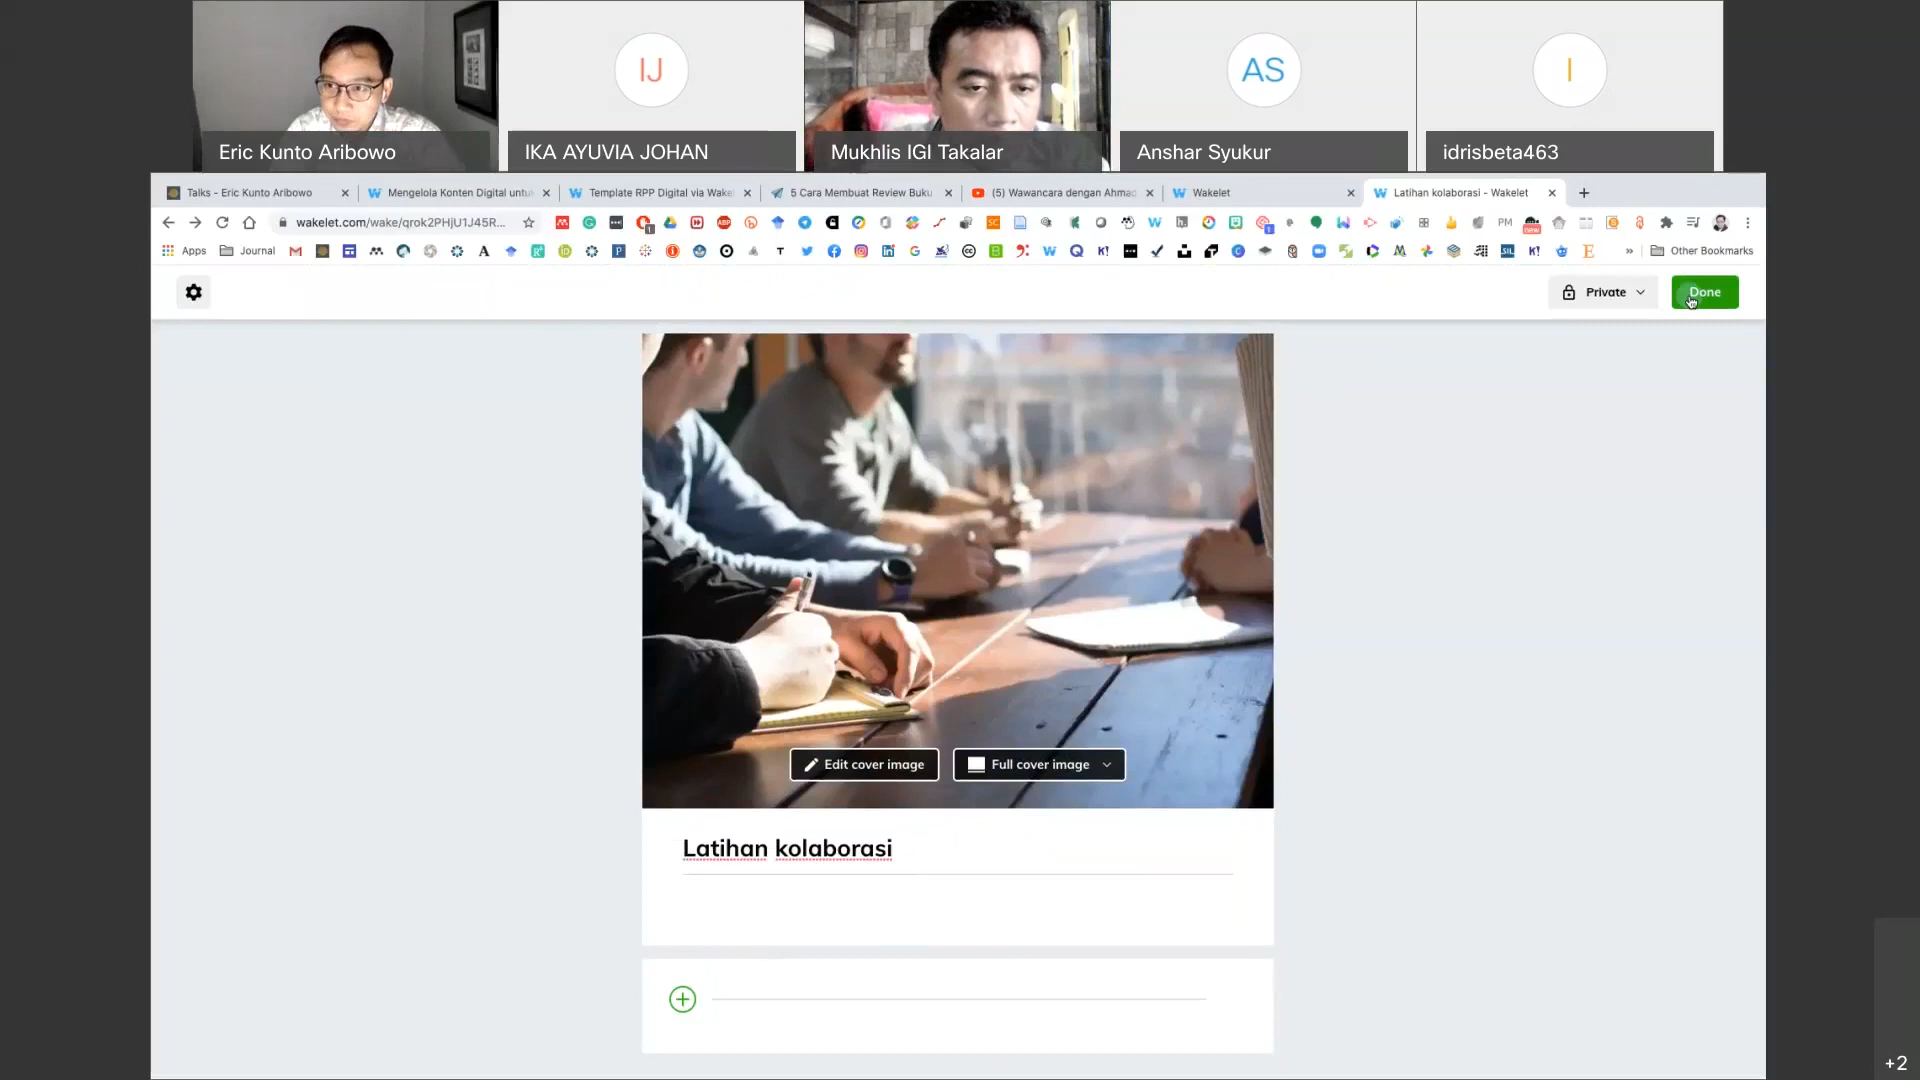 IJ
AS
I
Eric Kunto Aribowo
IKA AYUVIA JOHAN
Mukhlis IGI Takalar
Anshar Syukur
idrisbeta463
Talks - Eric Kunto Aribowo
Mengelola Konten Digital untu
Template RPP Digital via Wake
5 Cara Membuat Review Buku
(5) Wawancara dengan Ahmad
Wakelet
Latihan kolaborasi - Wakelet
wakelet.com/wake/qrok2PHjU1J45R...
Apps
Journal
Other Bookmarks
Private
Done
Edit cover image
Full cover image
Latihan kolaborasi
+2